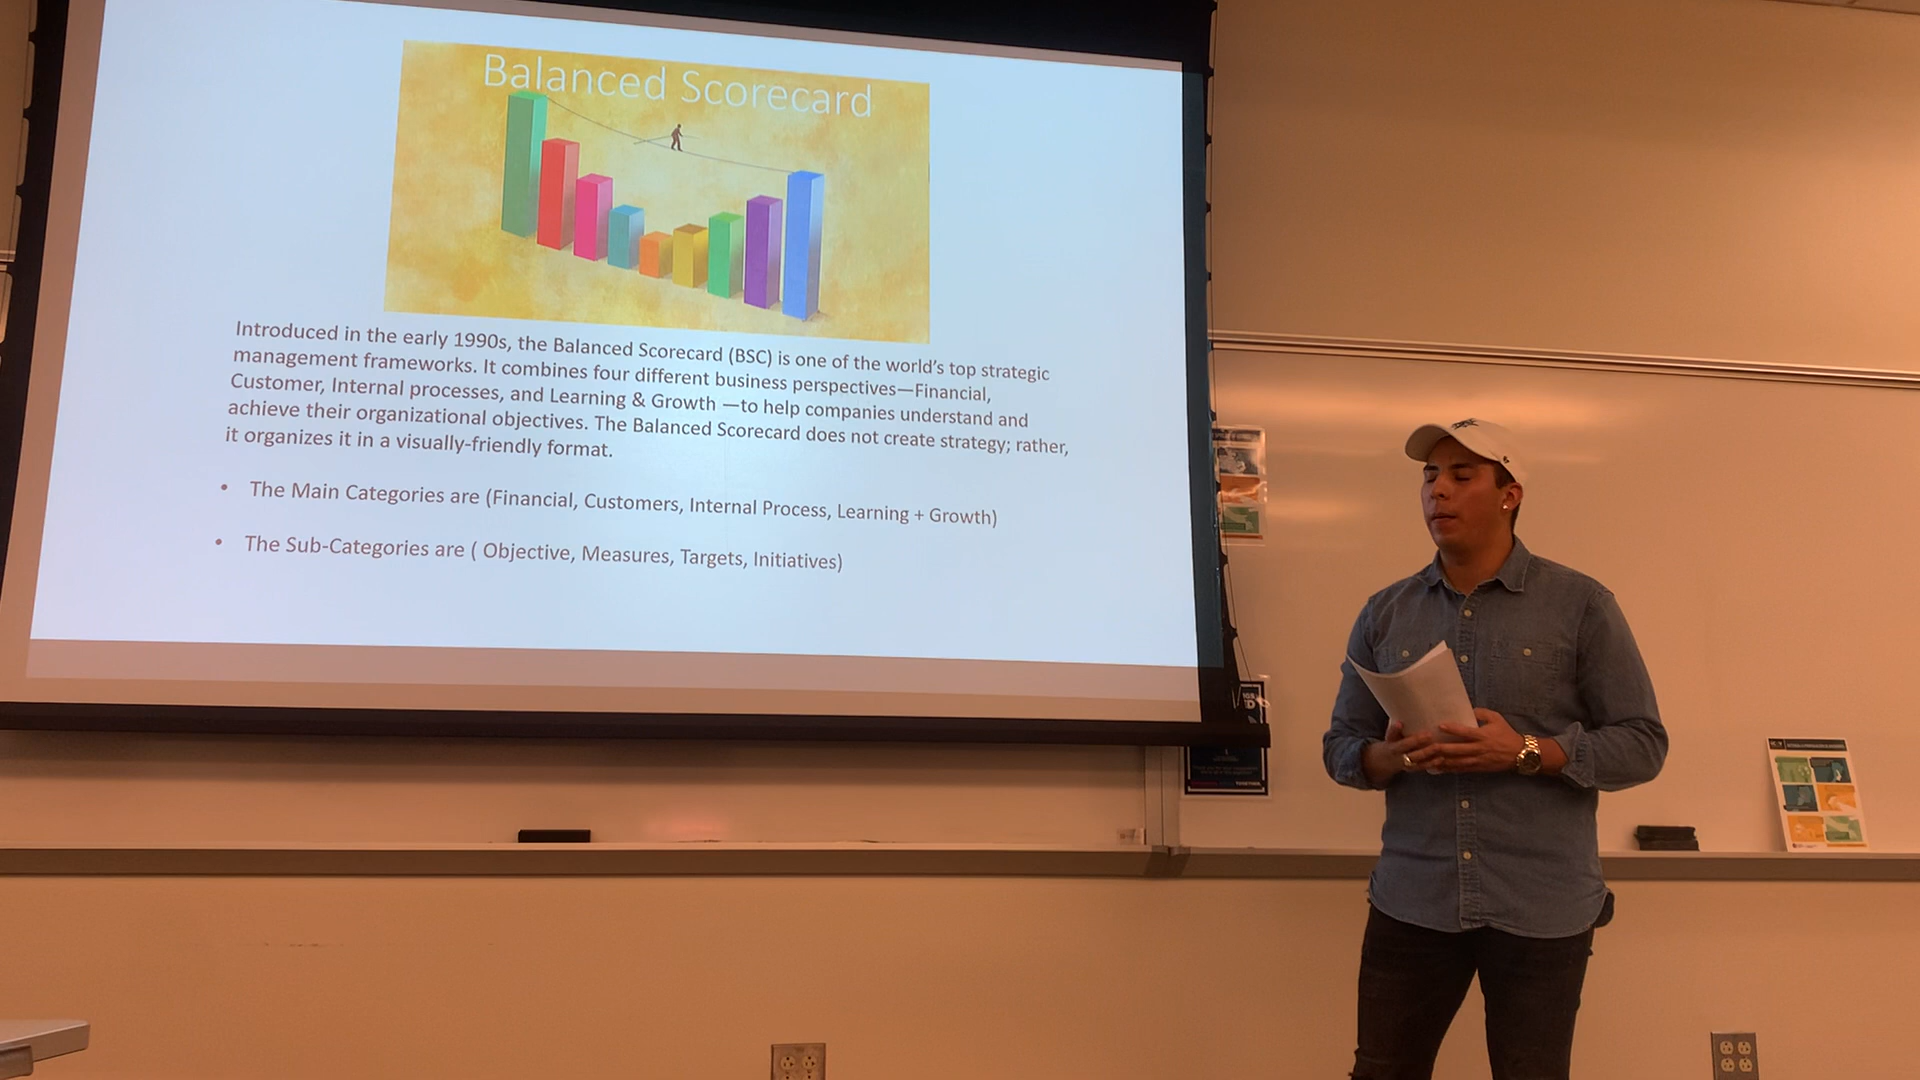 Balanced Scorecard
Introduced in the early 1990s, the Balanced Scorecard (BSC) is one of the world's top strategic
management frameworks. It combines four different business perspectives—Financial,
Customer, Internal processes, and Learning & Growth —to help companies understand and
achieve their organizational objectives. The Balanced Scorecard does not create strategy; rather,
it organizes it in a visually-friendly format.
• The Main Categories are (Financial, Customers, Internal Process, Learning + Growth)
• The Sub-Categories are ( Objective, Measures, Targets, Initiatives)